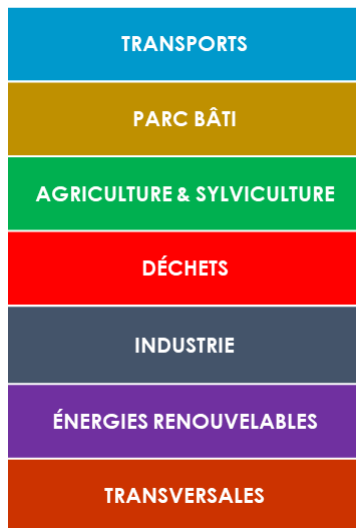 TRANSPORTS
PARC BÂTI
AGRICULTURE & SYLVICULTURE
DÉCHETS
INDUSTRIE
ÉNERGIES RENOUVELABLES
TRANSVERSALES